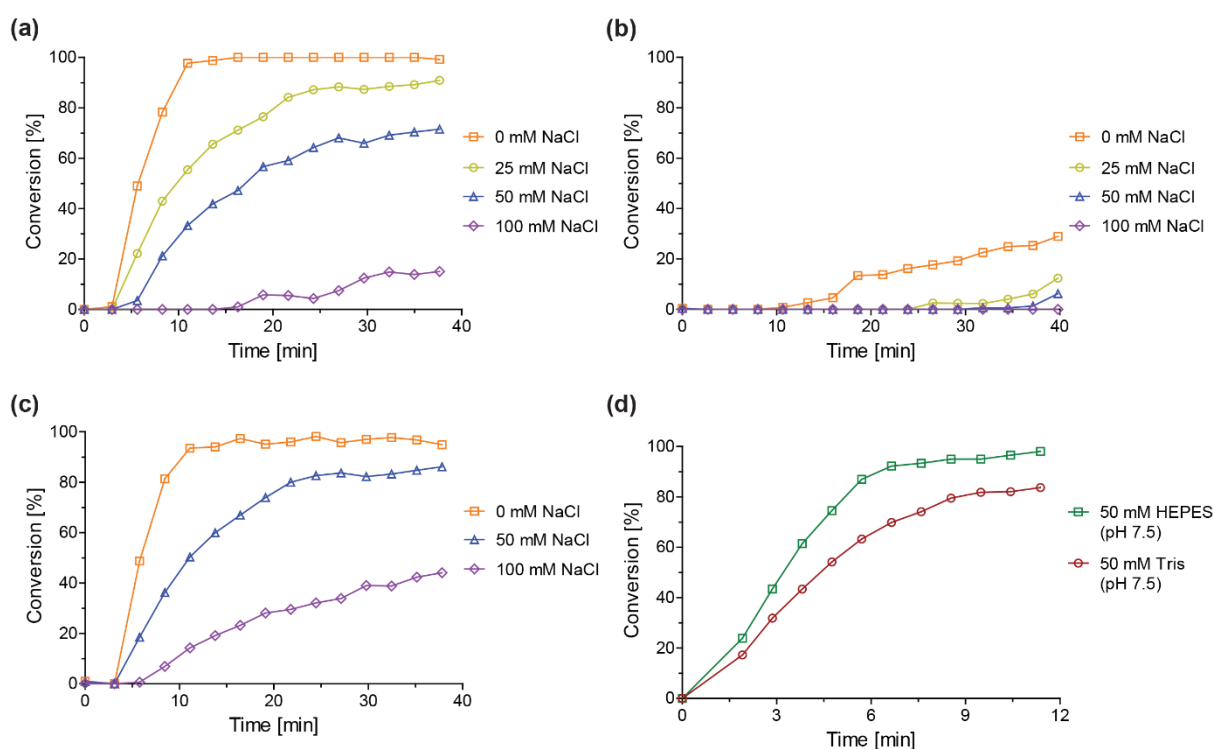 (a)
Conversion [%]
100
80
60
40
20
0
0 10 20 30 40
Time [min]
0 mM NaCl
25 mM NaCl
50 mM NaCl
100 mM NaCl
(b)
Conversion [%]
100
80
60
40
20
0
0 10 20 30 40
Time [min]
0 mM NaCl
25 mM NaCl
50 mM NaCl
100 mM NaCl
(c)
Conversion [%]
100
80
60
40
20
0
0 10 20 30 40
Time [min]
0 mM NaCl
50 mM NaCl
100 mM NaCl
(d)
Conversion [%]
100
80
60
40
20
0
0 3 6 9 12
Time [min]
50 mM HEPES
(pH 7.5)
50 mM Tris
(pH 7.5)